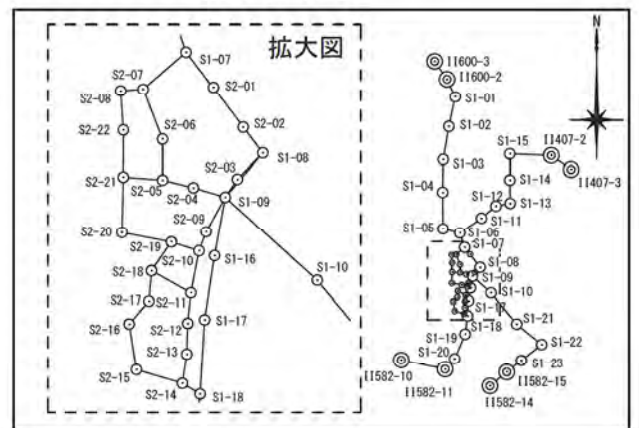 拡大図
S1-07
S2-07
S2-01
S2-08
S2-22
S2-06
S2-02
S1-08
S2-03
S2-21
S2-05
S2-04
S1-09
S2-09
S2-20
S2-19
S2-10
S1-16
S2-18
S1-10
S2-11
S2-17
S2-16
S2-12
S1-17
S2-13
S2-15
S2-14
S1-18
N
II600-3
II600-2
S1-01
S1-02
S1-15
II407-2
S1-03
II407-3
S1-14
S1-04
S1-12
S1-13
S1-11
S1-05
S1-06
S1-07
S1-08
S1-09
S1-10
S1-17
S1-18
S1-21
S1-19
S1-22
S1-20
S1-23
II582-10
II582-11
II582-15
II582-14